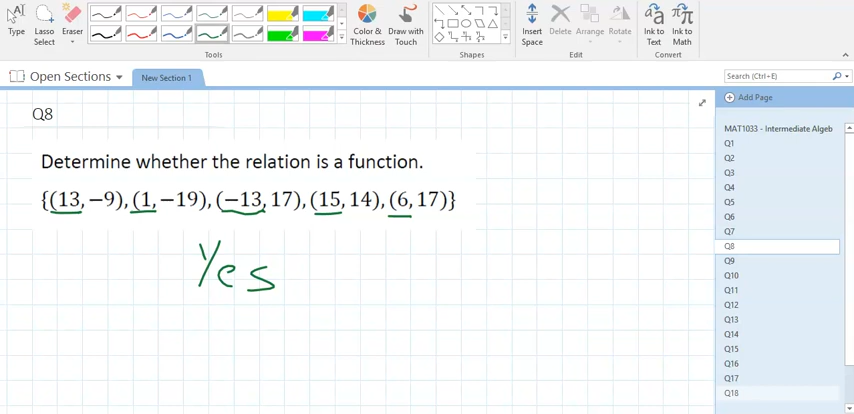 Type
Lasso Select
Eraser
Color & Thickness
Draw with Touch
Insert Space
Delete
Arrange
Rotate
Ink to Text
Ink to Math
Tools
Shapes
Edit
Convert
Open Sections
New Section 1
Search (Ctrl+E)
Add Page
Q8
Determine whether the relation is a function.
{(13, −9), (1, −19), (−13, 17), (15, 14), (6, 17)}
Yes
MAT1033 - Intermediate Algeb
Q1
Q2
Q3
Q4
Q5
Q6
Q7
Q8
Q9
Q10
Q11
Q12
Q13
Q14
Q15
Q16
Q17
Q18